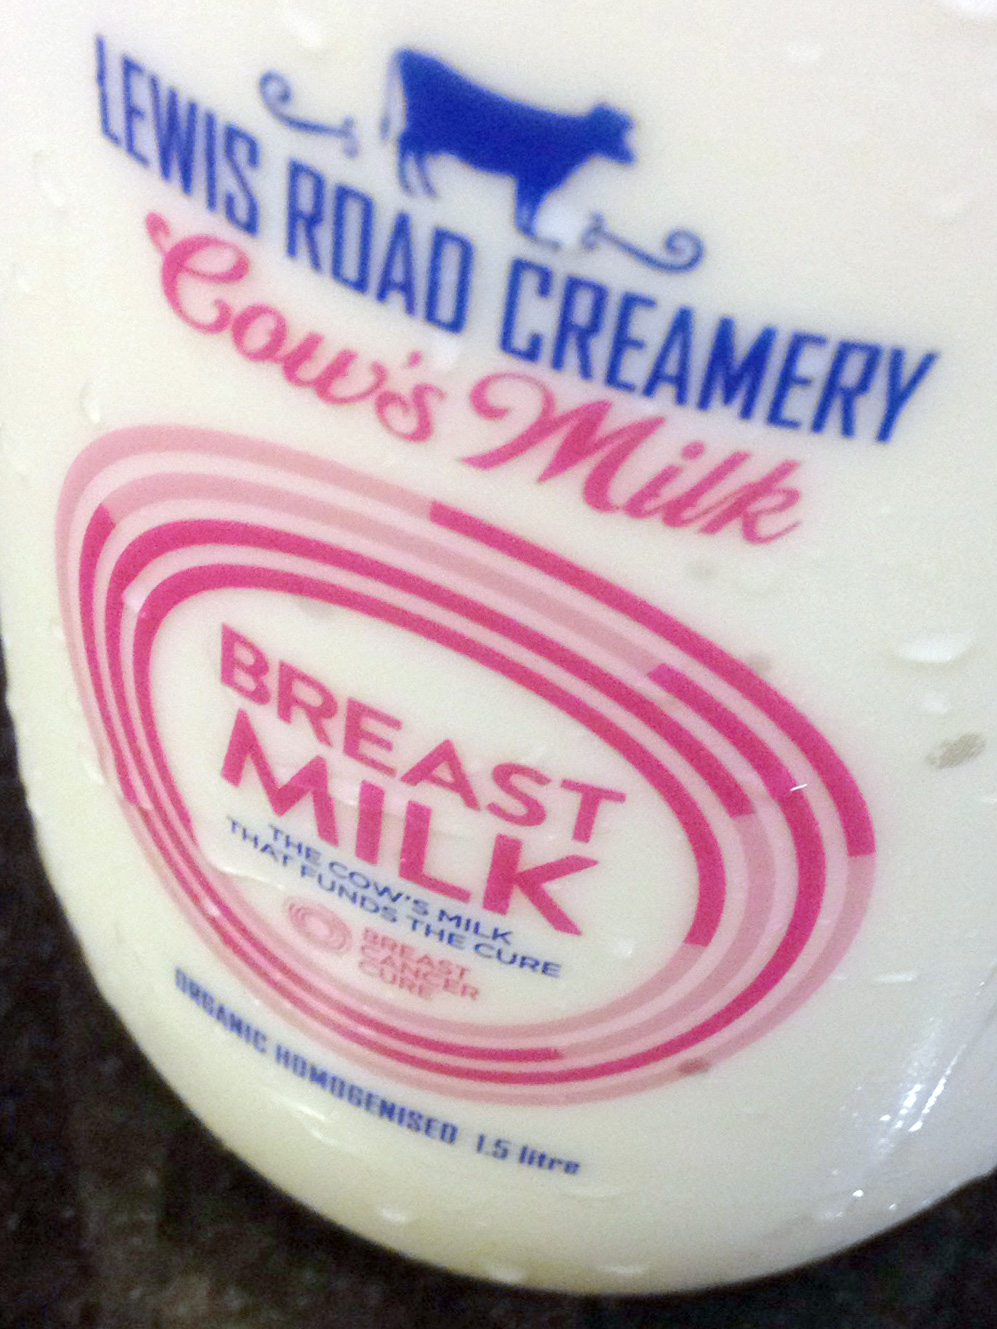 LEWIS ROAD CREAMERY
Cow's Milk
BREAST
MILK
THE COW'S MILK
THAT FUNDS THE CURE
BREAST
CANCER
CURE
ORGANIC HOMOGENISED 1.5 litre